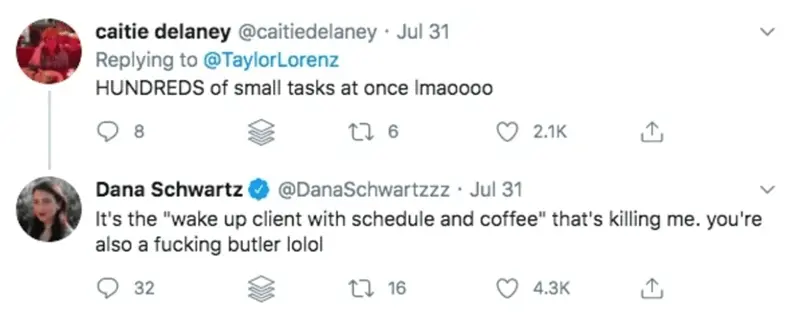 caitie delaney @caitiedelaney · Jul 31
Replying to @TaylorLorenz
HUNDREDS of small tasks at once lmaoooo
8 6 2.1K
Dana Schwartz @DanaSchwartzzz · Jul 31
It's the "wake up client with schedule and coffee" that's killing me. you're
also a fucking butler lolol
32 16 4.3K